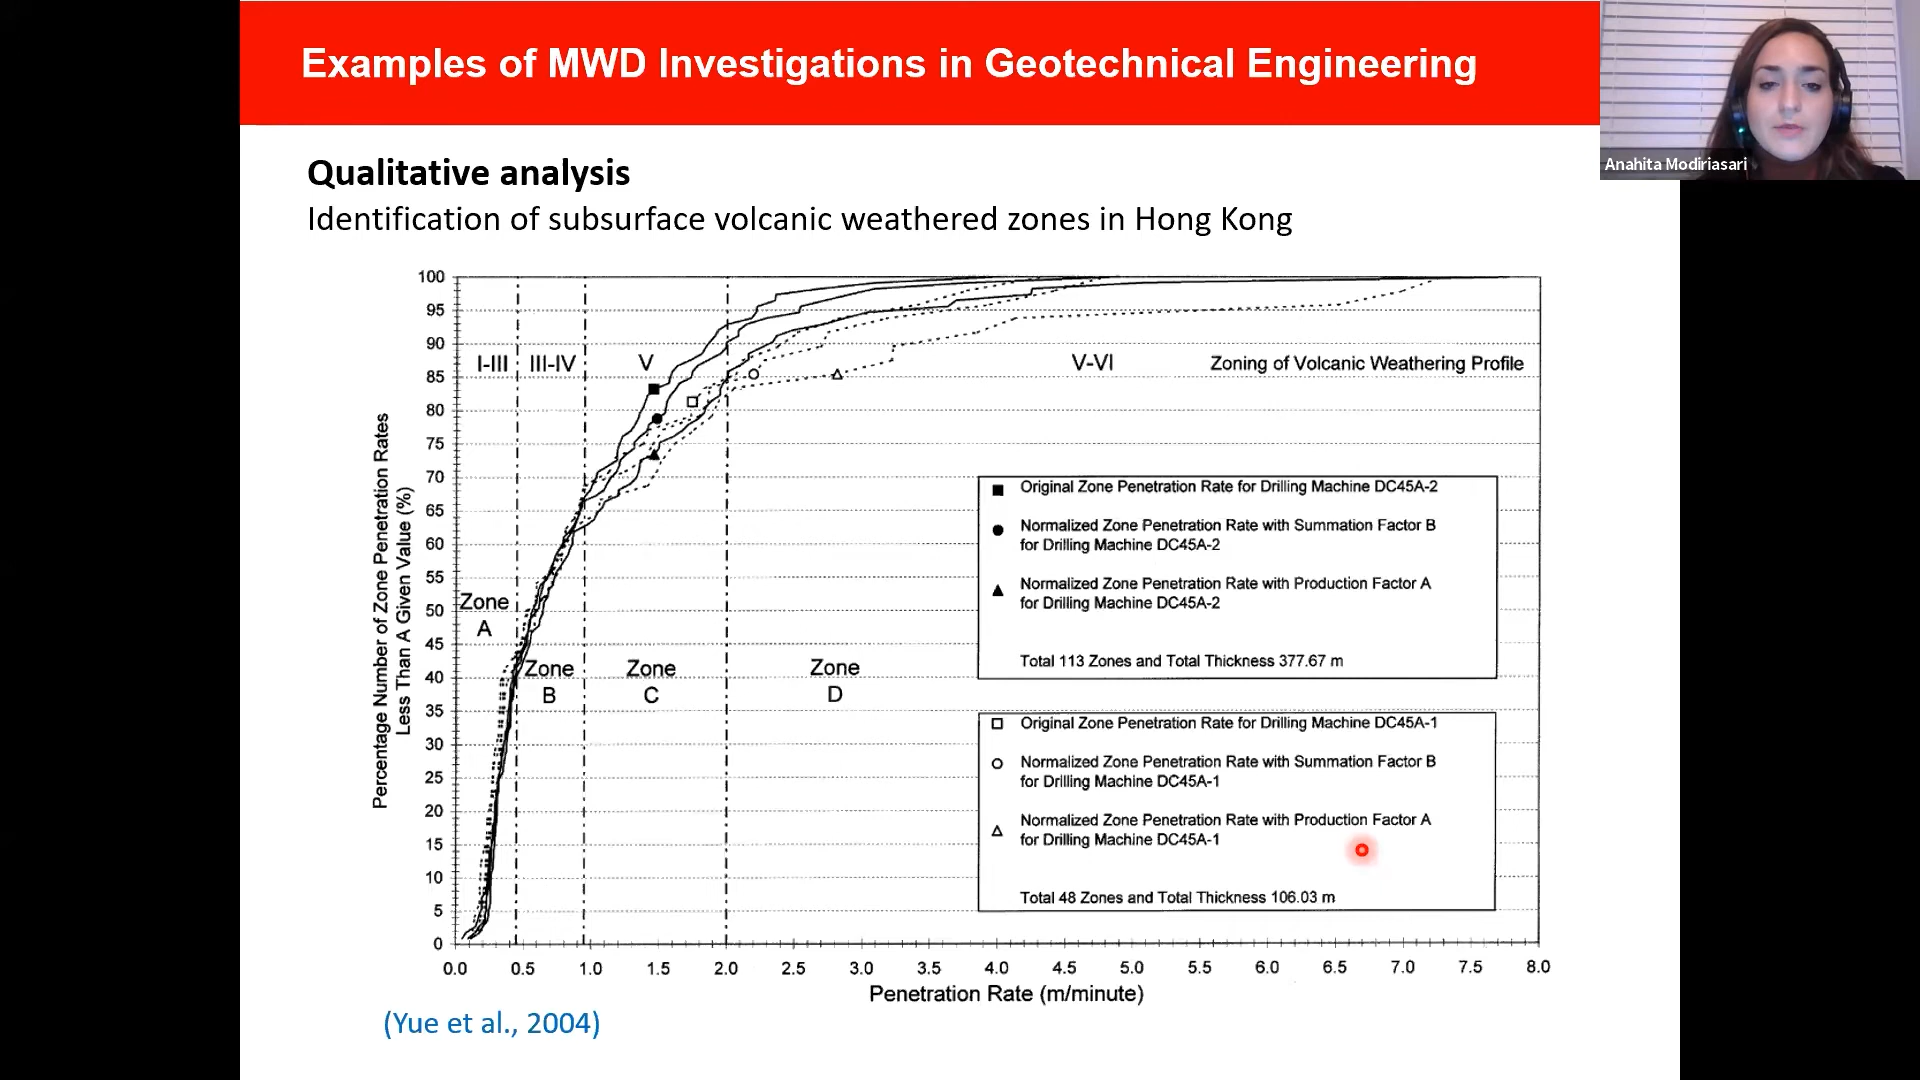 Examples of MWD Investigations in Geotechnical Engineering
Anahita Modiriasari
Qualitative analysis
Identification of subsurface volcanic weathered zones in Hong Kong
Percentage Number of Zone Penetration Rates
Less Than A Given Value (%)
100
95
90
85
80
75
70
65
60
55
50
45
40
35
30
25
20
15
10
5
0
I-III
III-IV
V
V-VI
Zoning of Volcanic Weathering Profile
Zone
A
Zone
B
Zone
C
Zone
D
Original Zone Penetration Rate for Drilling Machine DC45A-2
Normalized Zone Penetration Rate with Summation Factor B
for Drilling Machine DC45A-2
Normalized Zone Penetration Rate with Production Factor A
for Drilling Machine DC45A-2
Total 113 Zones and Total Thickness 377.67 m
Original Zone Penetration Rate for Drilling Machine DC45A-1
Normalized Zone Penetration Rate with Summation Factor B
for Drilling Machine DC45A-1
Normalized Zone Penetration Rate with Production Factor A
for Drilling Machine DC45A-1
Total 48 Zones and Total Thickness 106.03 m
0.0 0.5 1.0 1.5 2.0 2.5 3.0 3.5 4.0 4.5 5.0 5.5 6.0 6.5 7.0 7.5 8.0
Penetration Rate (m/minute)
(Yue et al., 2004)